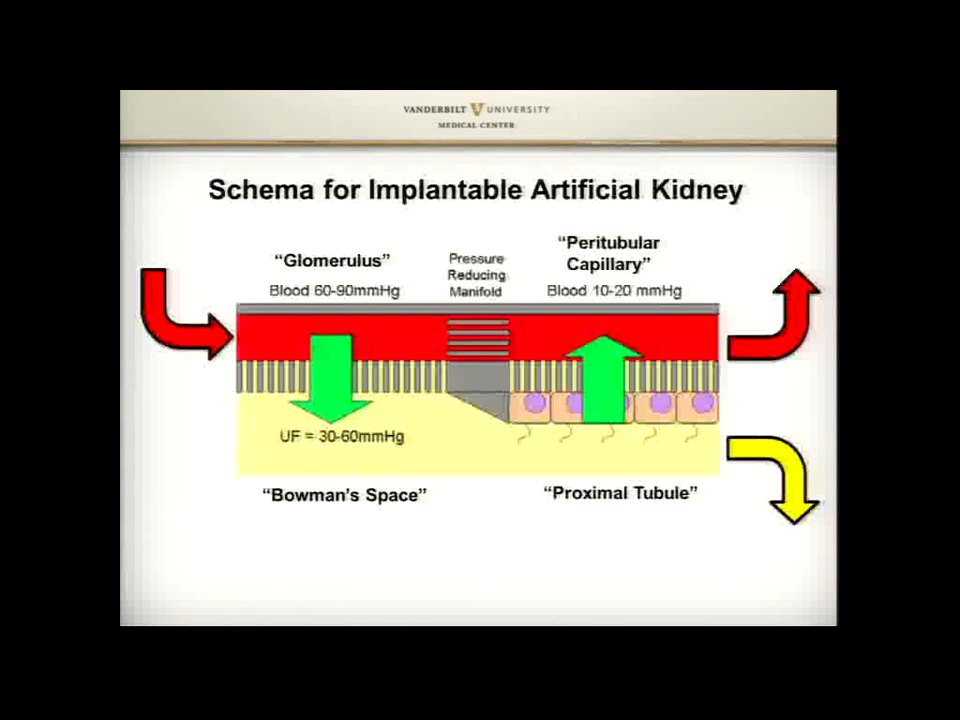 VANDERBILT V UNIVERSITY
MEDICAL CENTER
Schema for Implantable Artificial Kidney
“Glomerulus”
Blood 60-90mmHg
Pressure
Reducing
Manifold
“Peritubular
Capillary”
Blood 10-20 mmHg
UF = 30-60mmHg
“Bowman’s Space”
“Proximal Tubule”